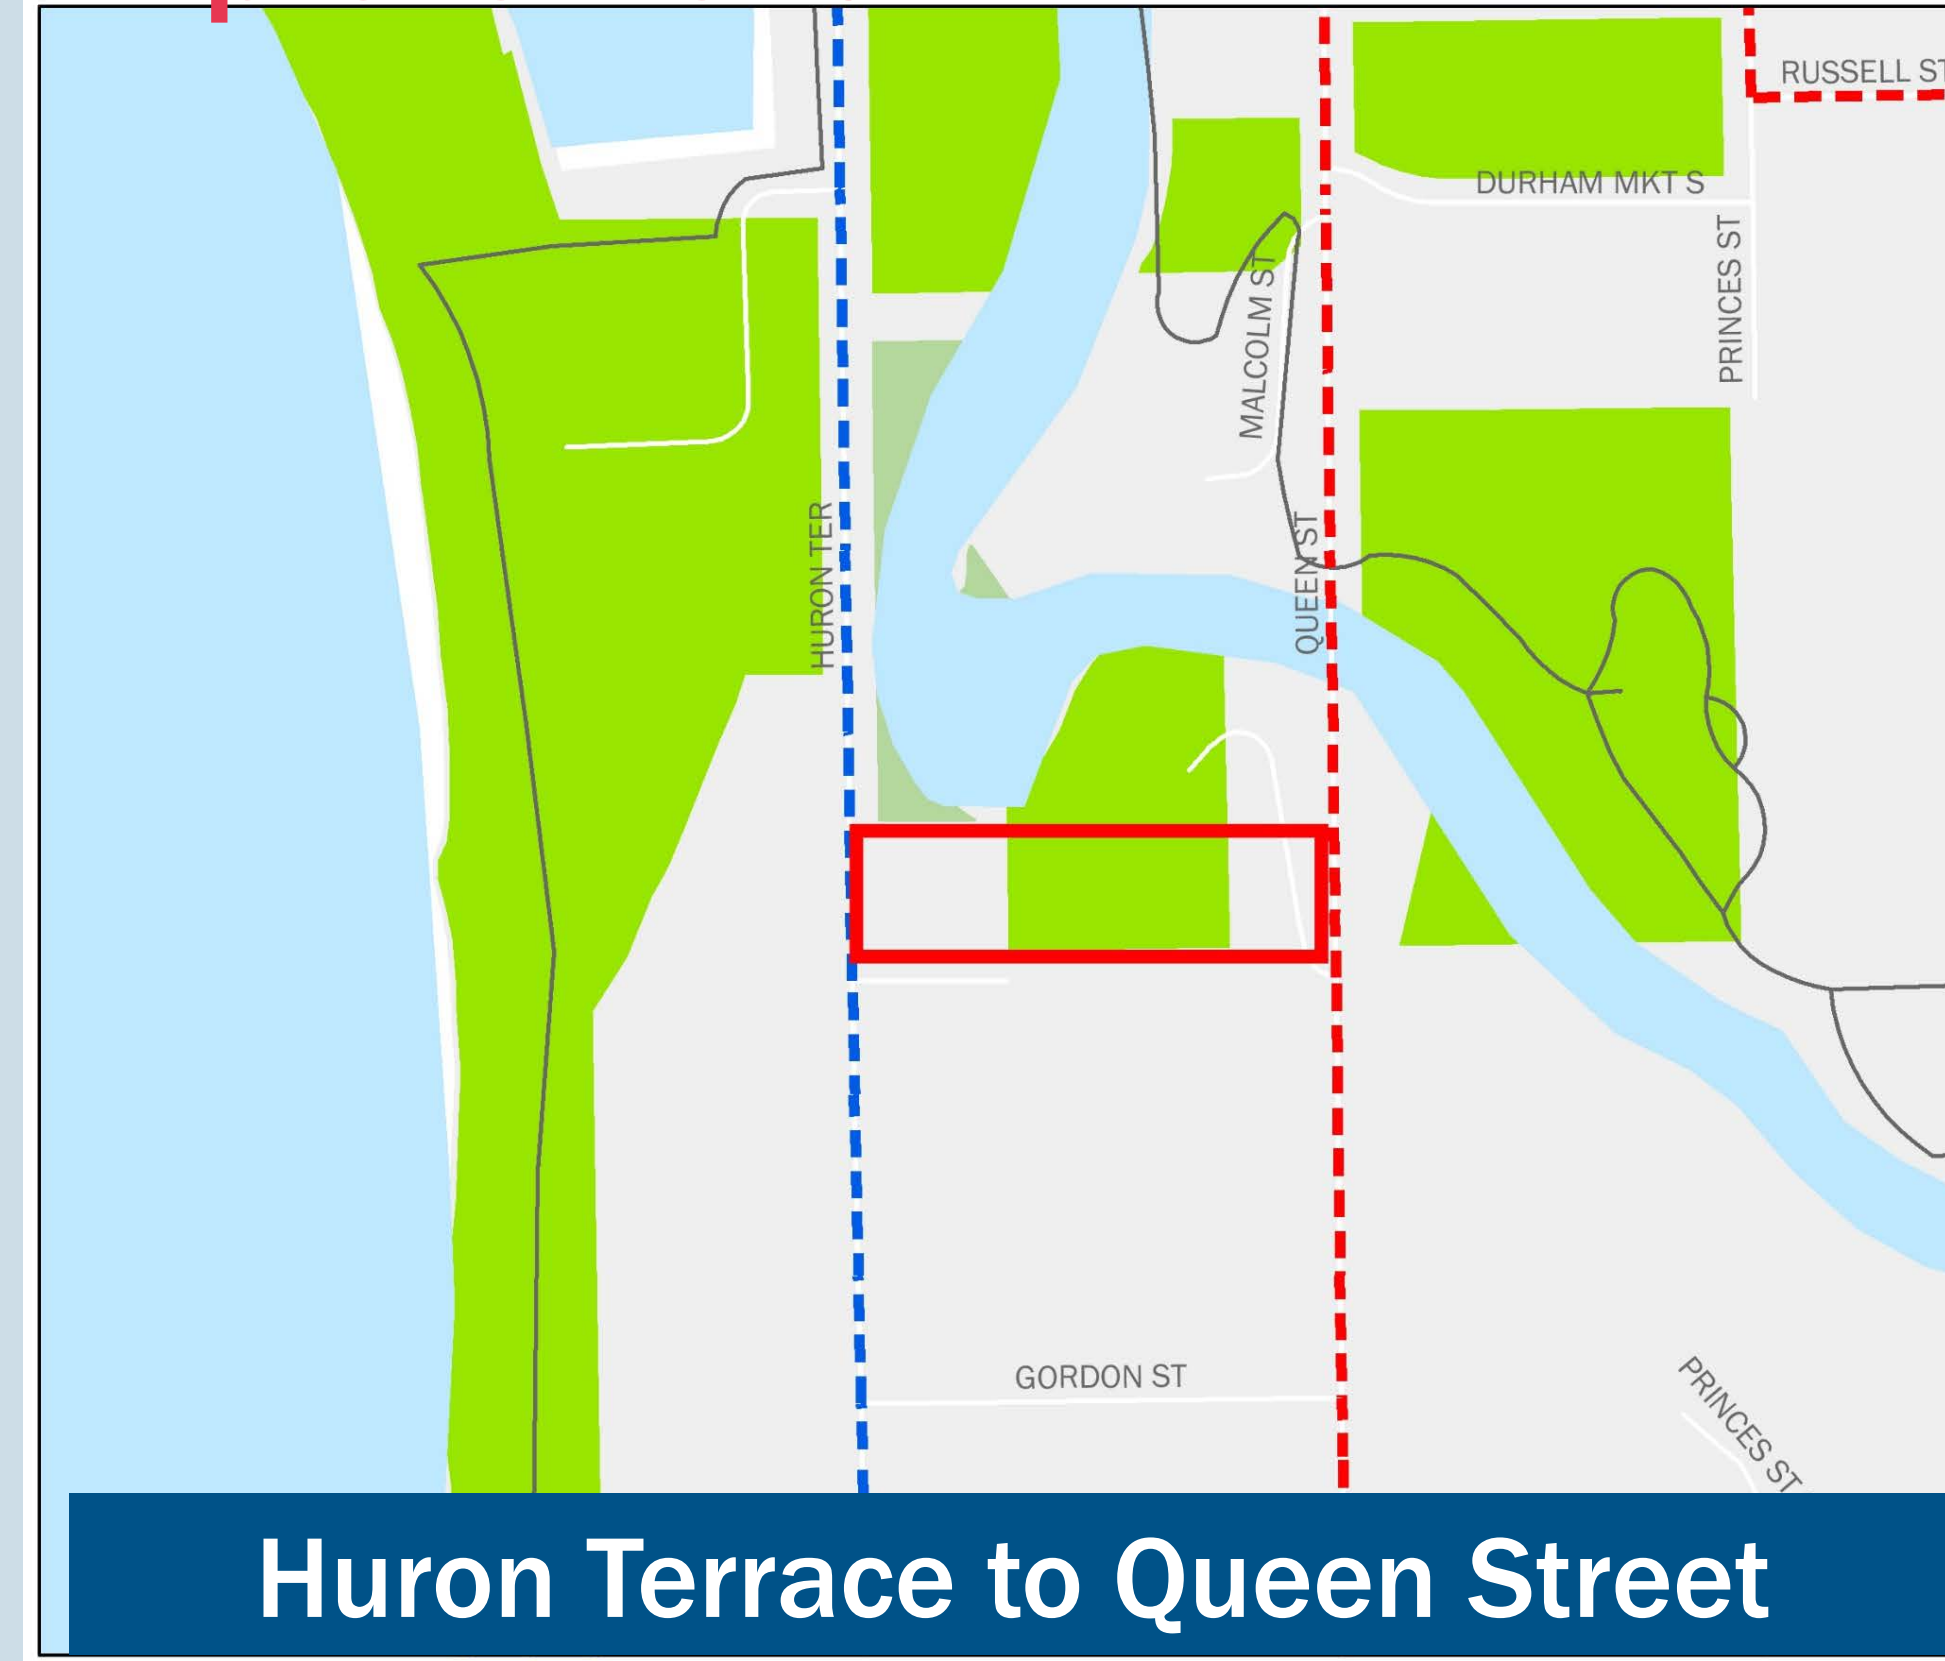 RUSSELL ST
DURHAM MKT S
PRINCES ST
MALCOLM ST
HURON TER
QUEEN ST
GORDON ST
PRINCES ST
Huron Terrace to Queen Street